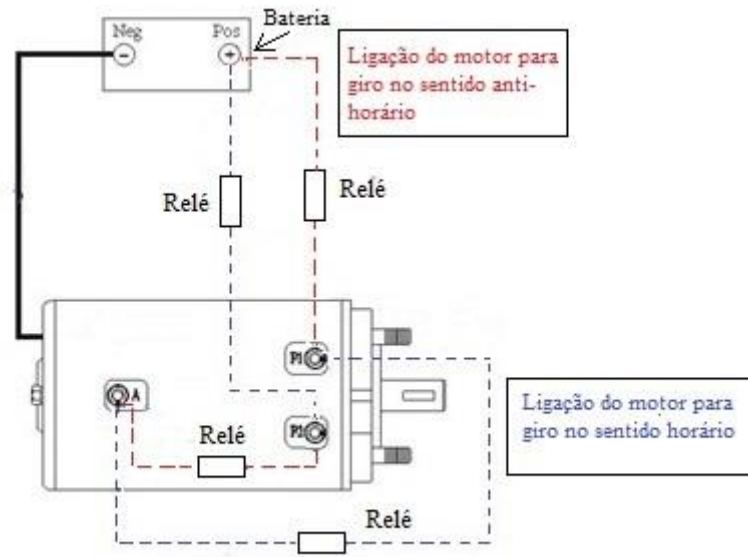 Bateria
Neg
Pos
Ligação do motor para
giro no sentido anti-
horário
Relé
Relé
P1
A
P2
Relé
Ligação do motor para
giro no sentido horário
Relé